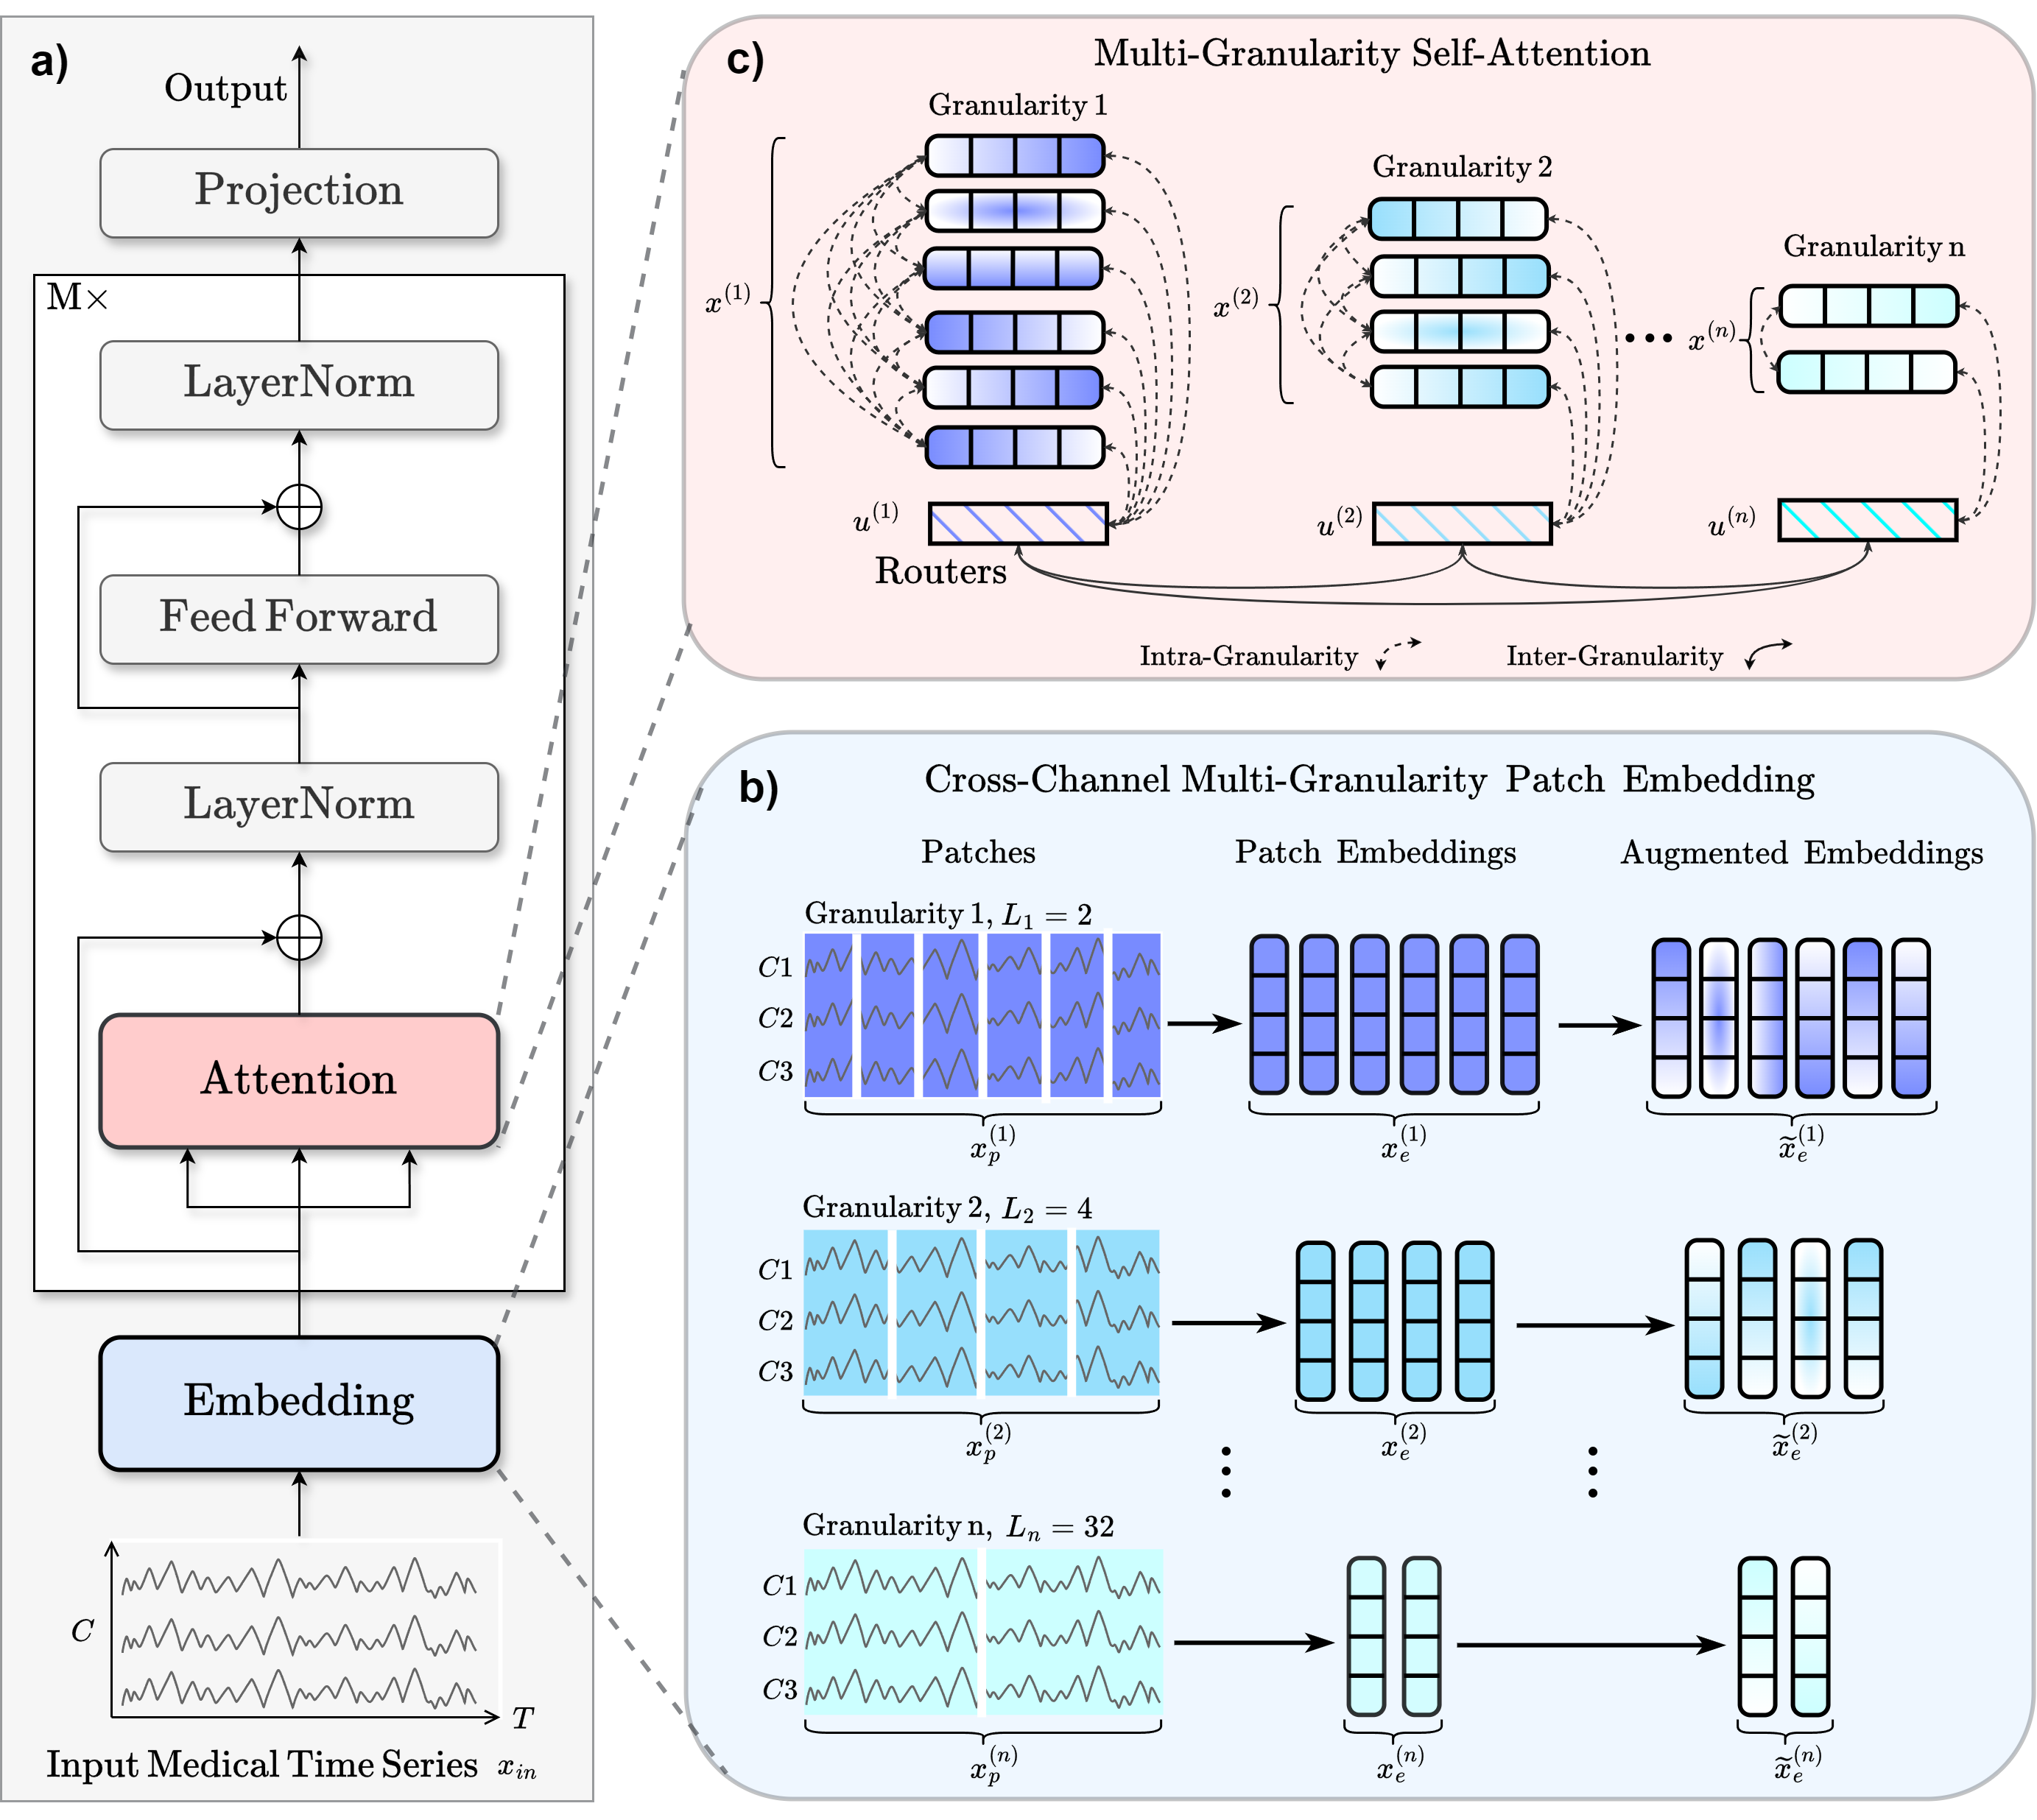 a)
Output
Projection
M×
LayerNorm
Feed Forward
LayerNorm
Attention
Embedding
C
T
Input Medical Time Series x_{in}
c)
Multi-Granularity Self-Attention
Granularity 1
Granularity 2
Granularity n
x^{(1)}
x^{(2)}
x^{(n)}
u^{(1)}
u^{(2)}
u^{(n)}
Routers
Intra-Granularity
Inter-Granularity
b)
Cross-Channel Multi-Granularity Patch Embedding
Patches
Patch Embeddings
Augmented Embeddings
Granularity 1, L_1 = 2
C1
C2
C3
x_p^{(1)}
x_e^{(1)}
\widetilde{x}_e^{(1)}
Granularity 2, L_2 = 4
C1
C2
C3
x_p^{(2)}
x_e^{(2)}
\widetilde{x}_e^{(2)}
Granularity n, L_n = 32
C1
C2
C3
x_p^{(n)}
x_e^{(n)}
\widetilde{x}_e^{(n)}